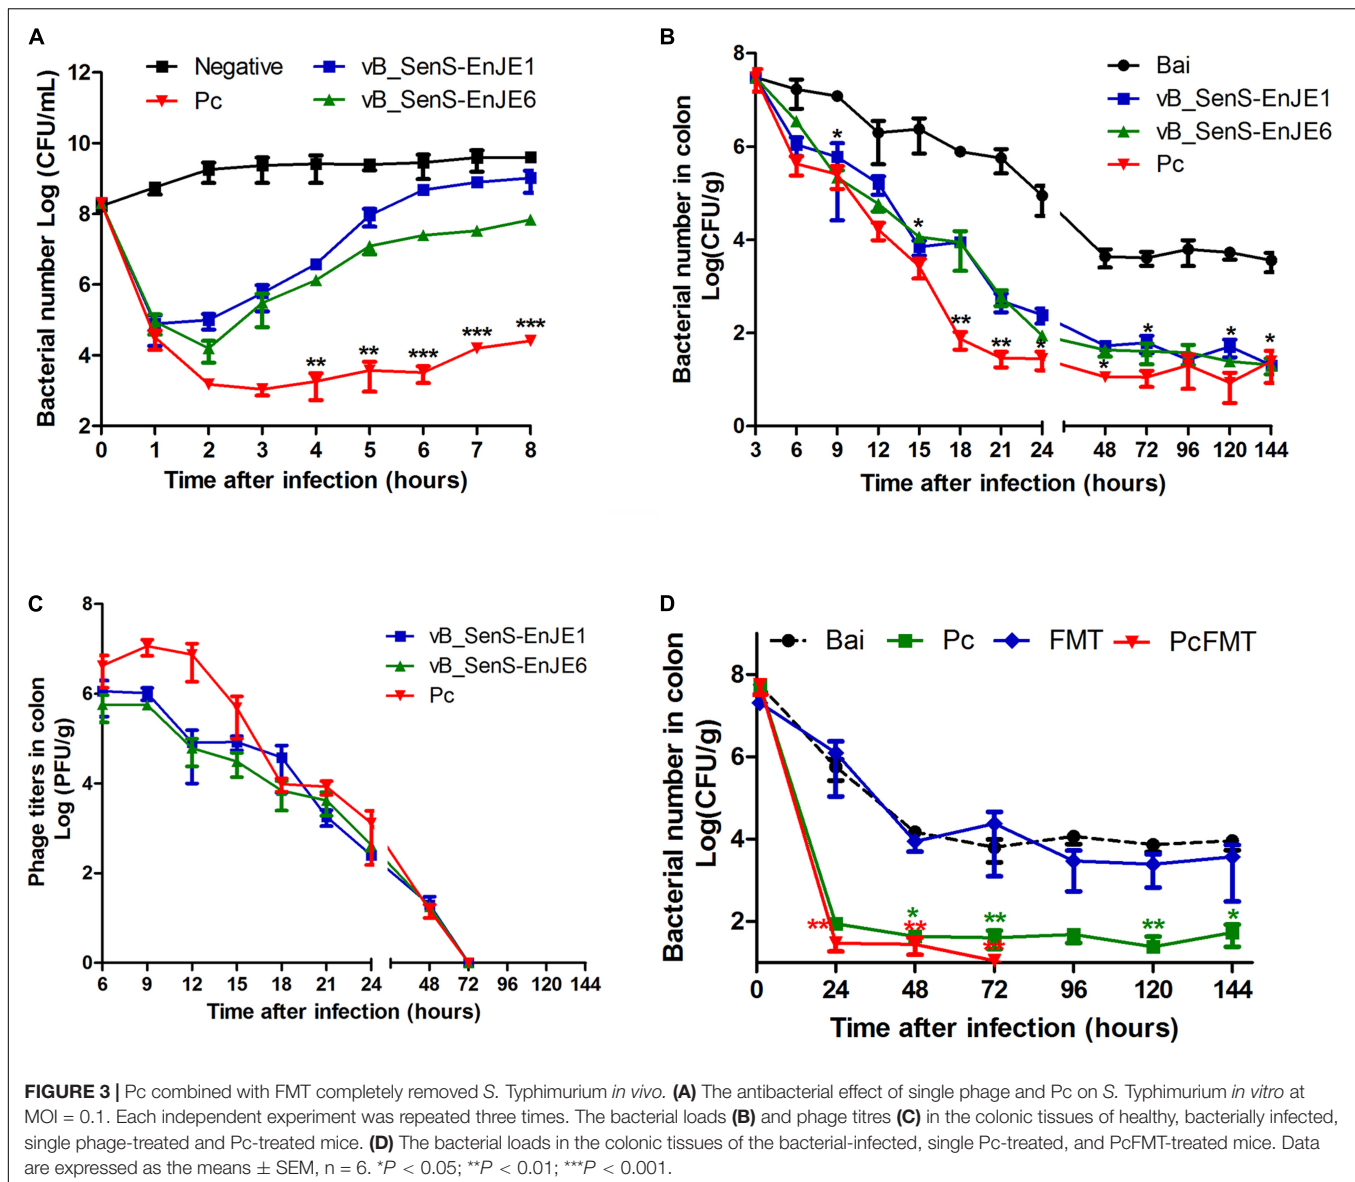 A
Negative
vB_SenS-EnJE1
Pc
vB_SenS-EnJE6
Bacterial number Log (CFU/mL)
12
10
8
6
4
2
** ** *** *** ***
0 1 2 3 4 5 6 7 8
Time after infection (hours)
B
Bai
vB_SenS-EnJE1
vB_SenS-EnJE6
Pc
Bacterial number in colon
Log(CFU/g)
8
6
4
2
0
* * ** ** * * * * *
3 6 9 12 15 18 21 24 48 72 96 120 144
Time after infection (hours)
C
vB_SenS-EnJE1
vB_SenS-EnJE6
Pc
Phage titers in colon
Log (PFU/g)
8
6
4
2
0
6 9 12 15 18 21 24 48 72 96 120 144
Time after infection (hours)
D
Bai Pc FMT PcFMT
Bacterial number in colon
Log(CFU/g)
8
6
4
2
* ** ** *
** ** **
0 24 48 72 96 120 144
Time after infection (hours)
FIGURE 3 | Pc combined with FMT completely removed S. Typhimurium in vivo. (A) The antibacterial effect of single phage and Pc on S. Typhimurium in vitro at
MOI = 0.1. Each independent experiment was repeated three times. The bacterial loads (B) and phage titres (C) in the colonic tissues of healthy, bacterially infected,
single phage-treated and Pc-treated mice. (D) The bacterial loads in the colonic tissues of the bacterial-infected, single Pc-treated, and PcFMT-treated mice. Data
are expressed as the means ± SEM, n = 6. *P < 0.05; **P < 0.01; ***P < 0.001.